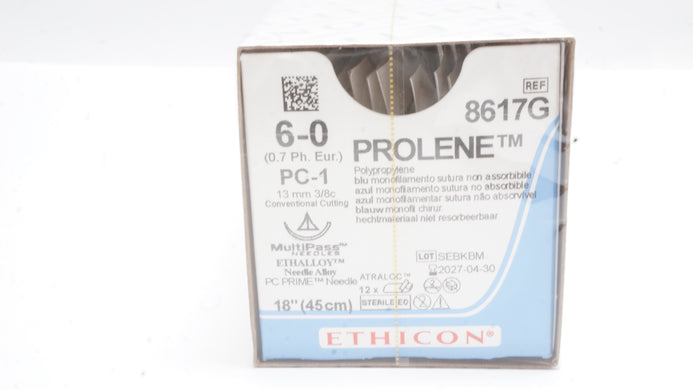 REF
8617G
6-0
(0.7 Ph. Eur.)
PC-1
13 mm 3/8c
Conventional Cutting
MultiPass™
NEEDLES
ETHALLOY™
Needle Alloy
PC PRIME™ Needle
18" (45cm)
PROLENE™
Polypropylene
blu monofilamento sutura non assorbibile
azul monofilamento sutura no absorbible
azul monofilamentar sutura não absorvível
blauw monofil chirur
hechtmateriaal niet resorbeerbaar
LOT SEBKBM
2027-04-30
ATRALOC™
12 x
STERILE EO
ETHICON®